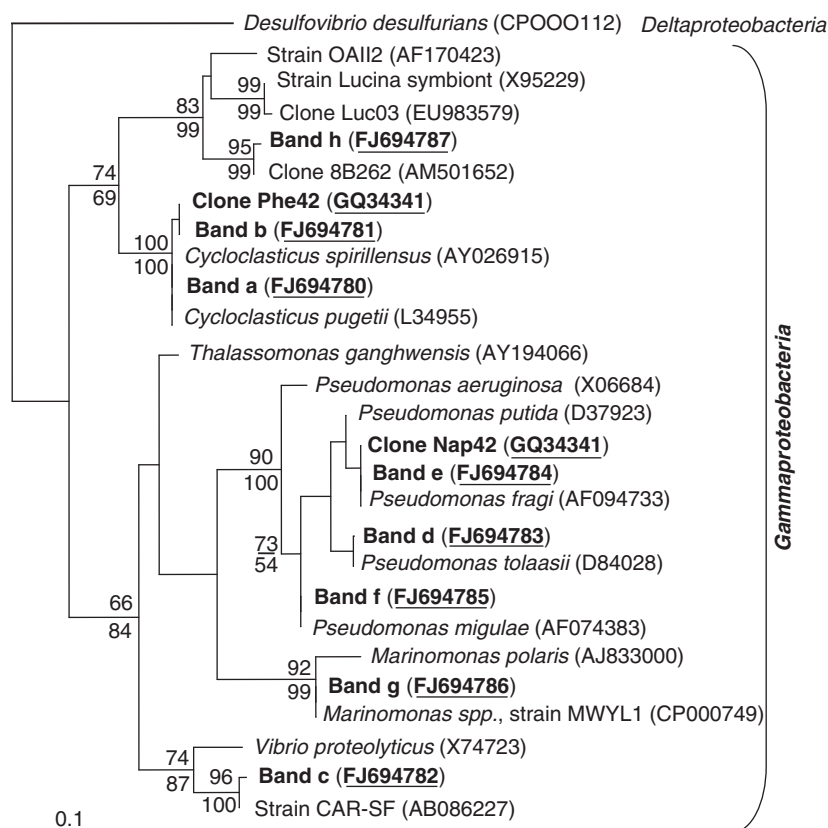 Desulfovibrio desulfurians (CPOOO112) Deltaproteobacteria
Strain OAII2 (AF170423)
99 Strain Lucina symbiont (X95229)
83
99 Clone Luc03 (EU983579)
99
95 Band h (FJ694787)
99 Clone 8B262 (AM501652)
74
69
Clone Phe42 (GQ34341)
Band b (FJ694781)
100
Cycloclasticus spirillensus (AY026915)
100
Band a (FJ694780)
Cycloclasticus pugetii (L34955)
Gammaproteobacteria
Thalassomonas ganghwensis (AY194066)
Pseudomonas aeruginosa (X06684)
Pseudomonas putida (D37923)
Clone Nap42 (GQ34341)
90
100
Band e (FJ694784)
Pseudomonas fragi (AF094733)
Band d (FJ694783)
73
54
Pseudomonas tolaasii (D84028)
Band f (FJ694785)
66
84
Pseudomonas migulae (AF074383)
Marinomonas polaris (AJ833000)
92
99
Band g (FJ694786)
Marinomonas spp., strain MWYL1 (CP000749)
Vibrio proteolyticus (X74723)
74
87
96 Band c (FJ694782)
100 Strain CAR-SF (AB086227)
0.1